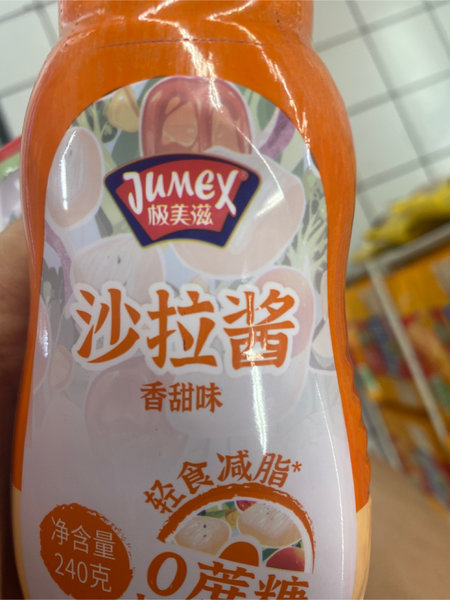 JUMEX
极美滋
沙拉酱
香甜味
轻食减脂*
净含量
240克
0蔗糖